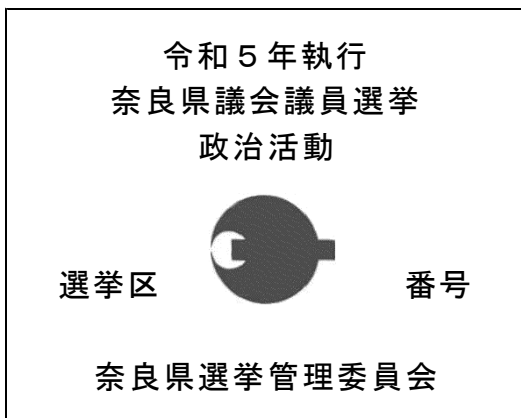 令和５年執行
奈良県議会議員選挙
政治活動
選挙区 番号
奈良県選挙管理委員会